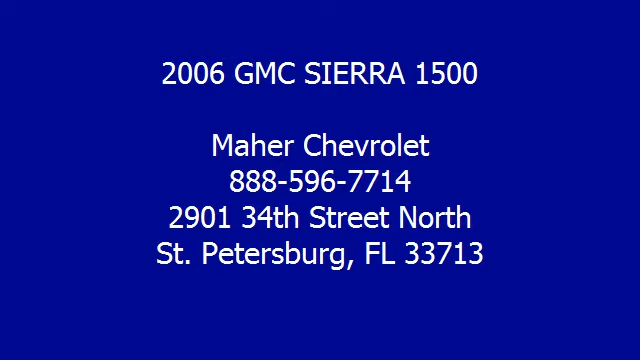 2006 GMC SIERRA 1500
Maher Chevrolet
888-596-7714
2901 34th Street North
St. Petersburg, FL 33713